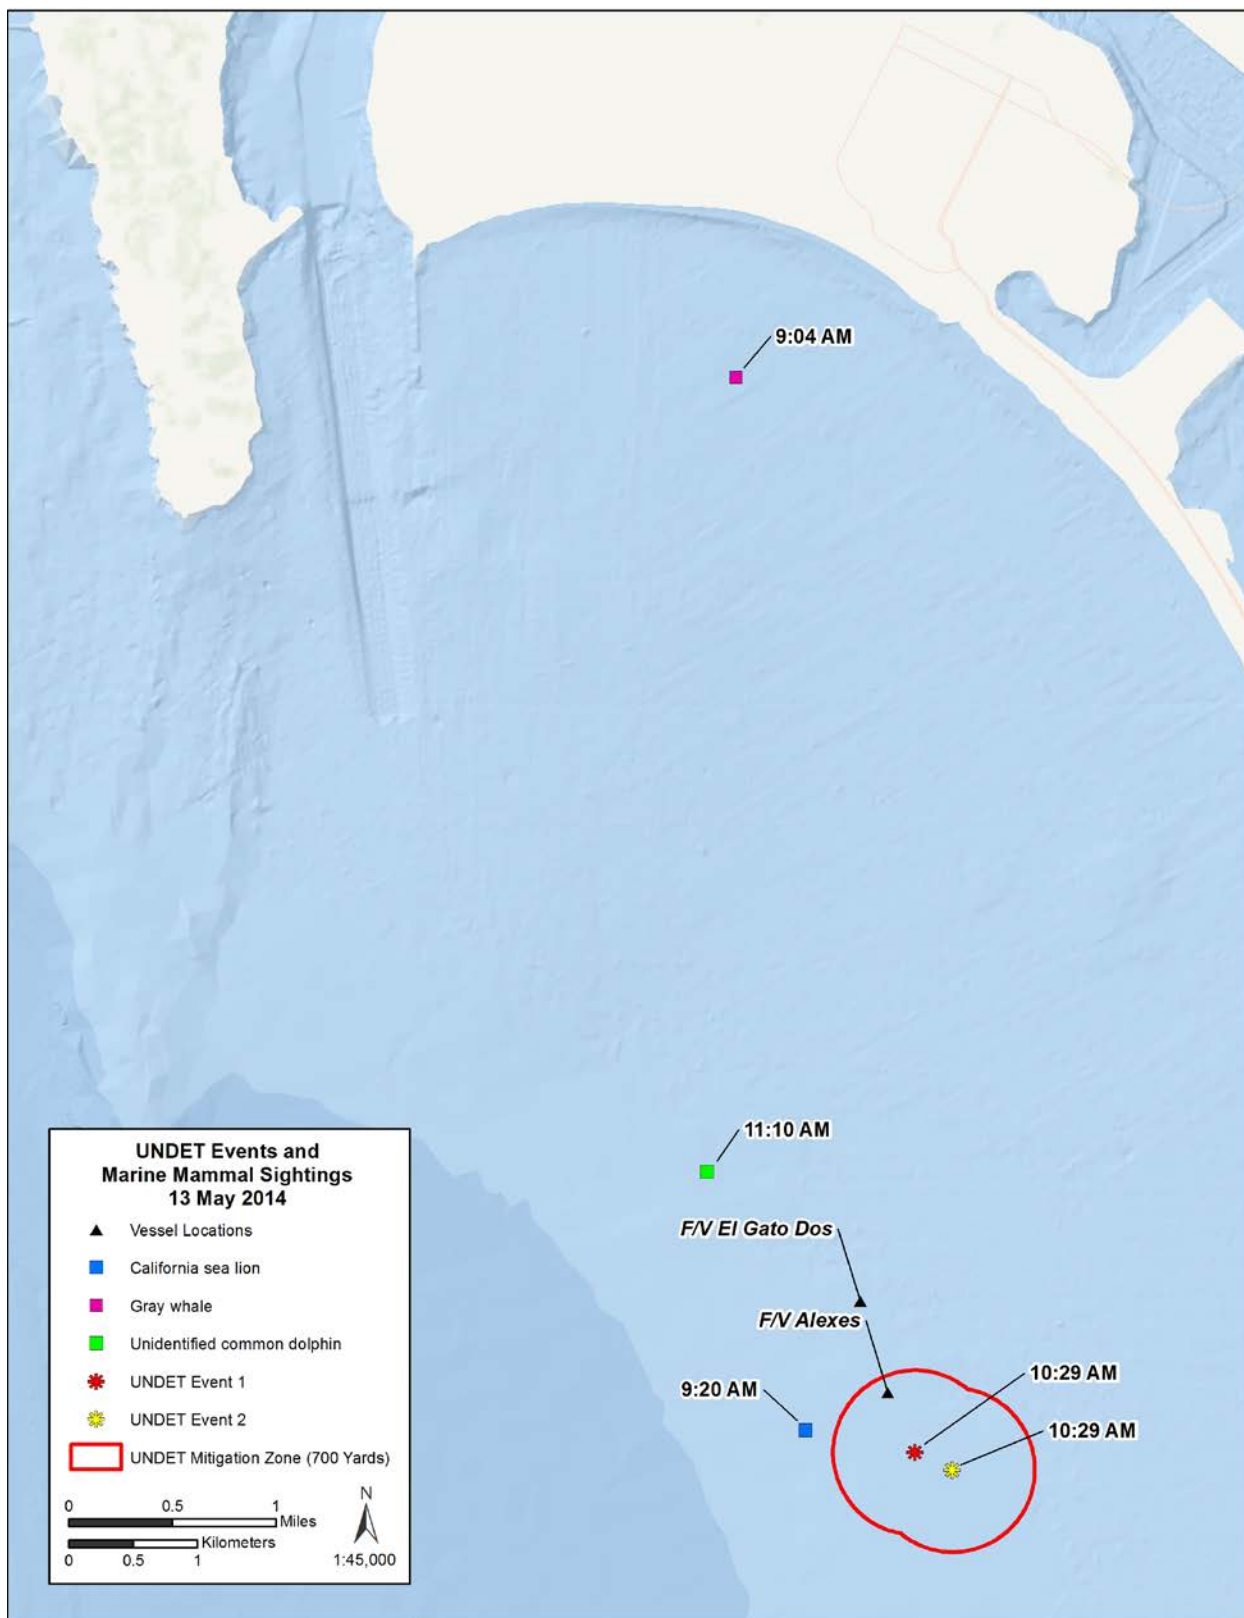 9:04 AM
11:10 AM
F/V El Gato Dos
F/V Alexes
9:20 AM
10:29 AM
10:29 AM
UNDET Events and
Marine Mammal Sightings
13 May 2014
Vessel Locations
California sea lion
Gray whale
Unidentified common dolphin
UNDET Event 1
UNDET Event 2
UNDET Mitigation Zone (700 Yards)
0 0.5 1
Miles
Kilometers
0 0.5 1
N
1:45,000